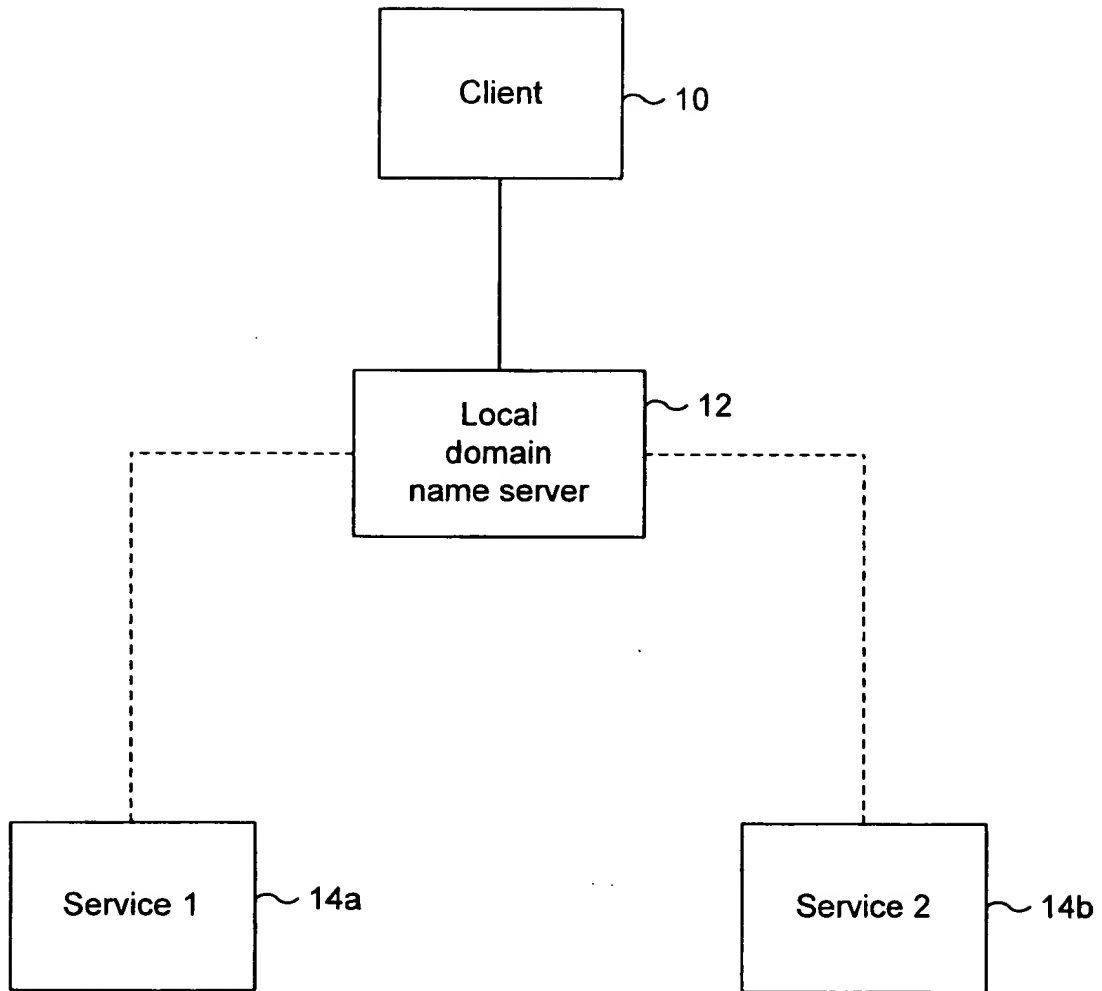 Client
10
Local
domain
name server
12
Service 1
14a
Service 2
14b